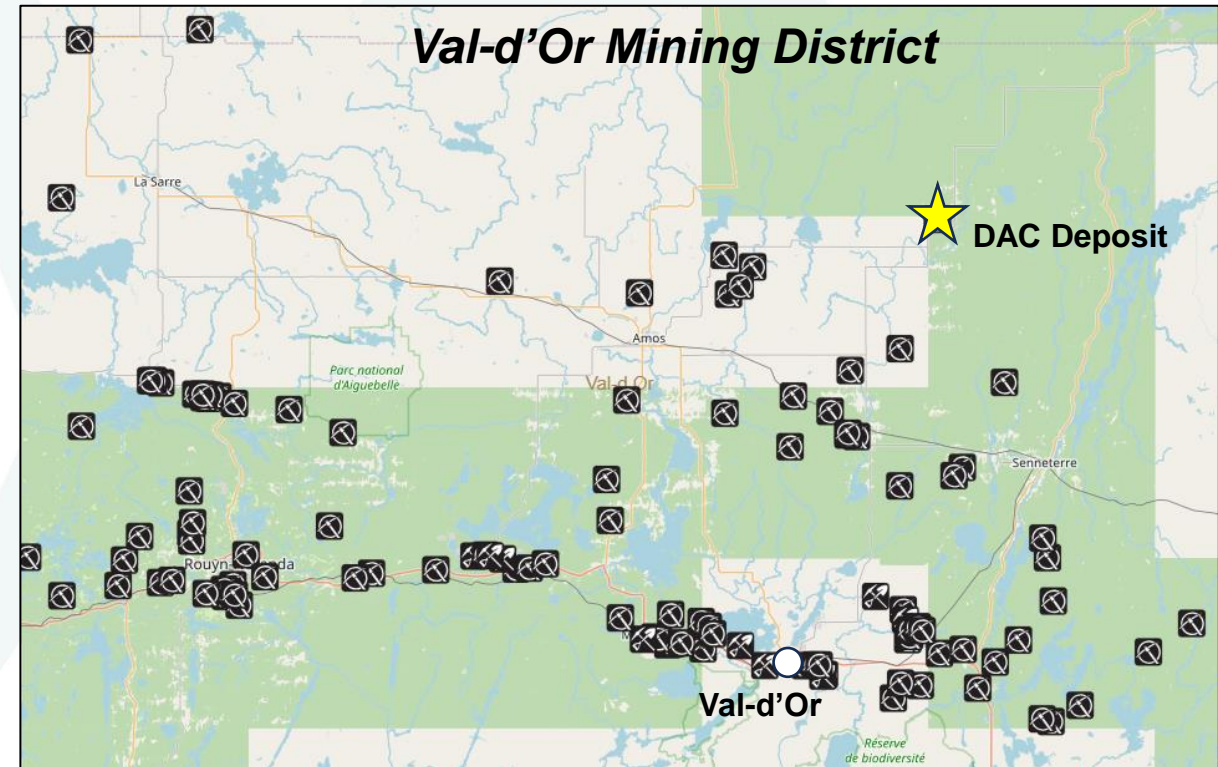 Val-d’Or Mining District
La Sarre
DAC Deposit
Amos
Parc national
d'Aiguebelle
Val-d'Or
Senneterre
Val-d’Or
Réserve
de biodiversité